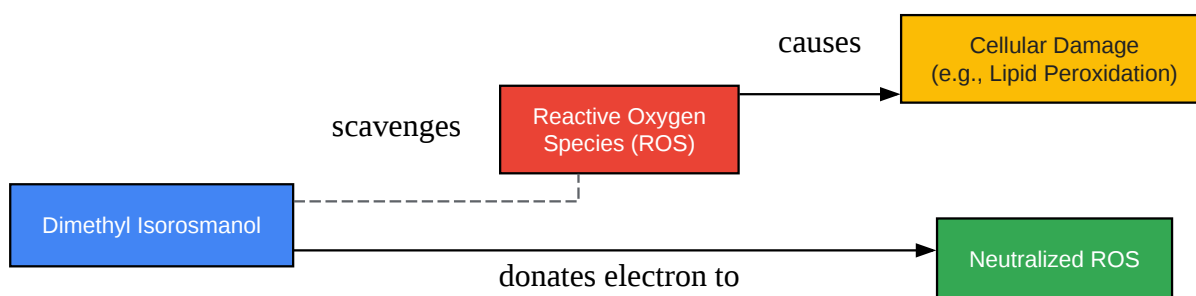 causes
Cellular Damage
(e.g., Lipid Peroxidation)
scavenges
Reactive Oxygen
Species (ROS)
Dimethyl Isorosmanol
donates electron to
Neutralized ROS